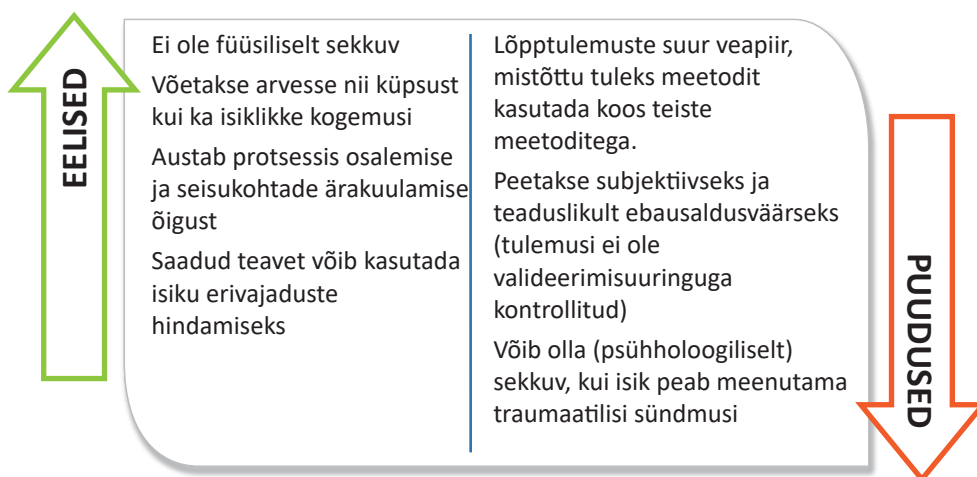 EELISED
Ei ole füüsiliselt sekkuv
Võetakse arvesse nii küpsust
kui ka isiklikke kogemusi
Austab protsessis osalemise
ja seisukohtade ärakuulamise
õigust
Saadud teavet võib kasutada
isiku erivajaduste
hindamiseks
Lõpptulemuste suur veapiir,
mistõttu tuleks meetodit
kasutada koos teiste
meetoditega.
Peetakse subjektiivseks ja
teaduslikult ebausaldusväärseks
(tulemusi ei ole
valideerimisuuringuga
kontrollitud)
Võib olla (psühholoogiliselt)
sekkuv, kui isik peab meenutama
traumaatilisi sündmusi
PUUDUSED